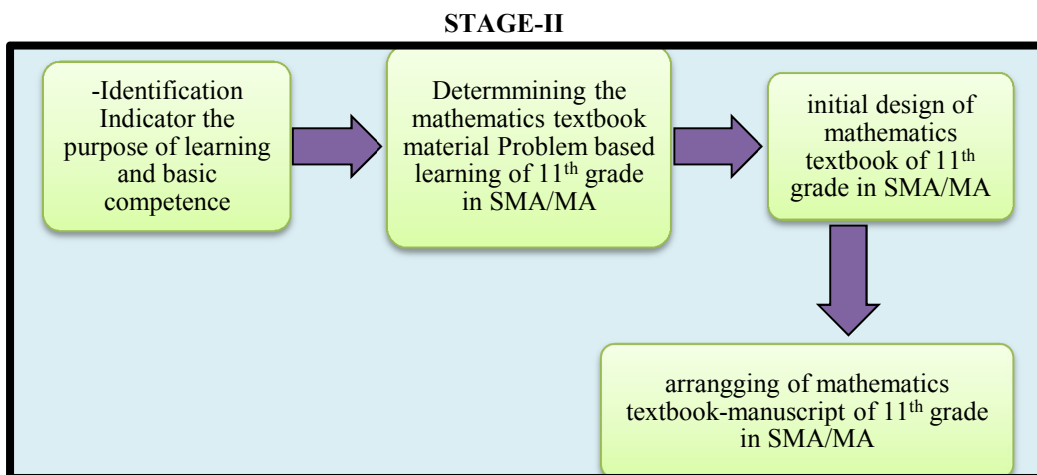 STAGE-II
-Identification
Indicator the
purpose of learning
and basic
competence
Determmining the
mathematics textbook
material Problem based
learning of 11th grade
in SMA/MA
initial design of
mathematics
textbook of 11th
grade in SMA/MA
arrangging of mathematics
textbook-manuscript of 11th grade
in SMA/MA